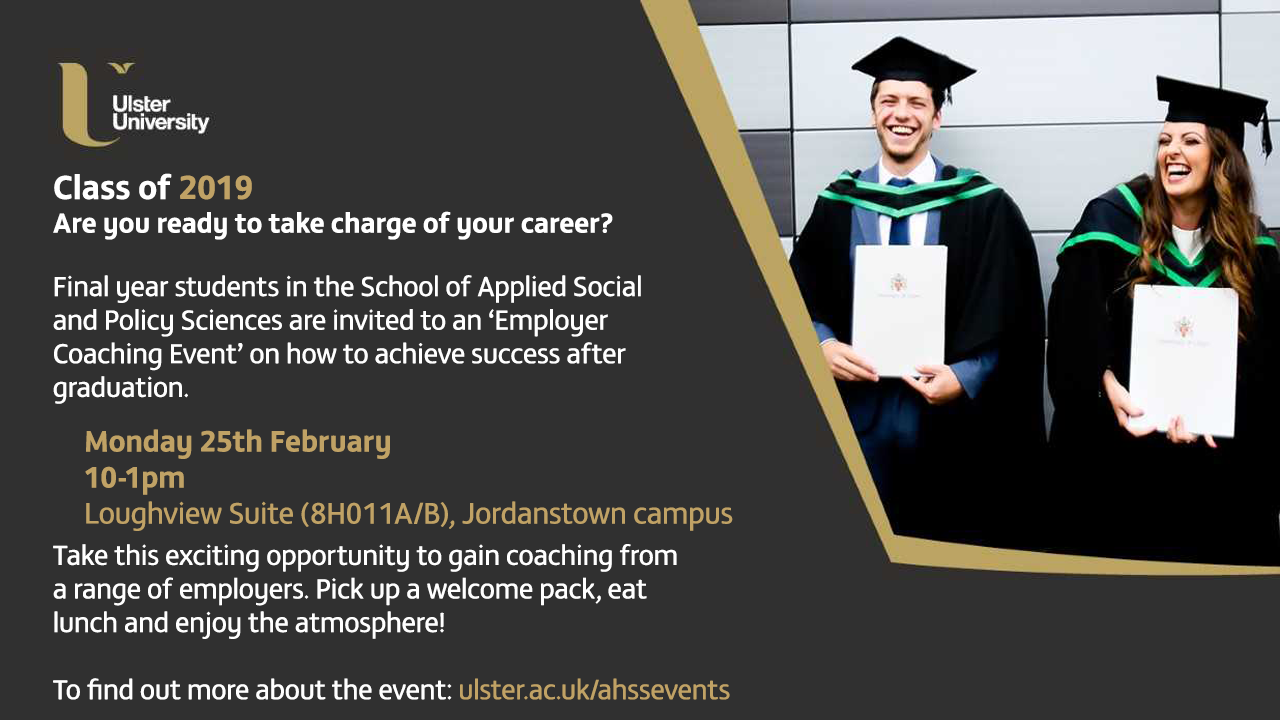 Ulster
University
Class of 2019
Are you ready to take charge of your career?
Final year students in the School of Applied Social
and Policy Sciences are invited to an ‘Employer
Coaching Event’ on how to achieve success after
graduation.
Monday 25th February
10-1pm
Loughview Suite (8H011A/B), Jordanstown campus
Take this exciting opportunity to gain coaching from
a range of employers. Pick up a welcome pack, eat
lunch and enjoy the atmosphere!
To find out more about the event: ulster.ac.uk/ahssevents